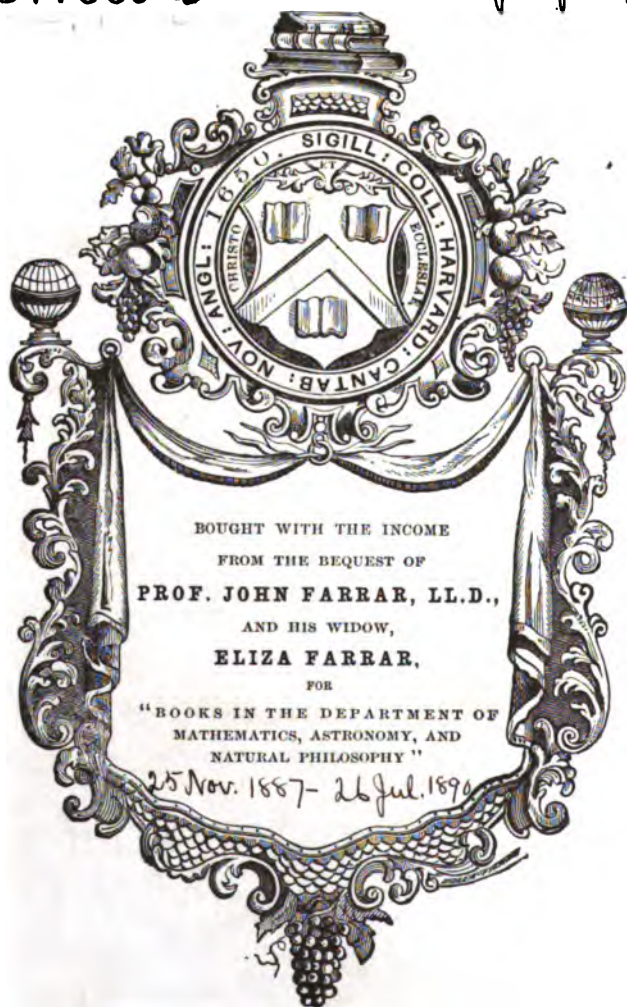 SIGILL: COLL: HARVARD: CANTAB: NOV: ANGL: 1650.
ET
CHRISTO
ECCLESIAE
BOUGHT WITH THE INCOME
FROM THE BEQUEST OF
PROF. JOHN FARRAR, LL.D.,
AND HIS WIDOW,
ELIZA FARRAR,
FOR
"BOOKS IN THE DEPARTMENT OF
MATHEMATICS, ASTRONOMY, AND
NATURAL PHILOSOPHY"
25 Nov. 1887 - 26 Jul. 1890